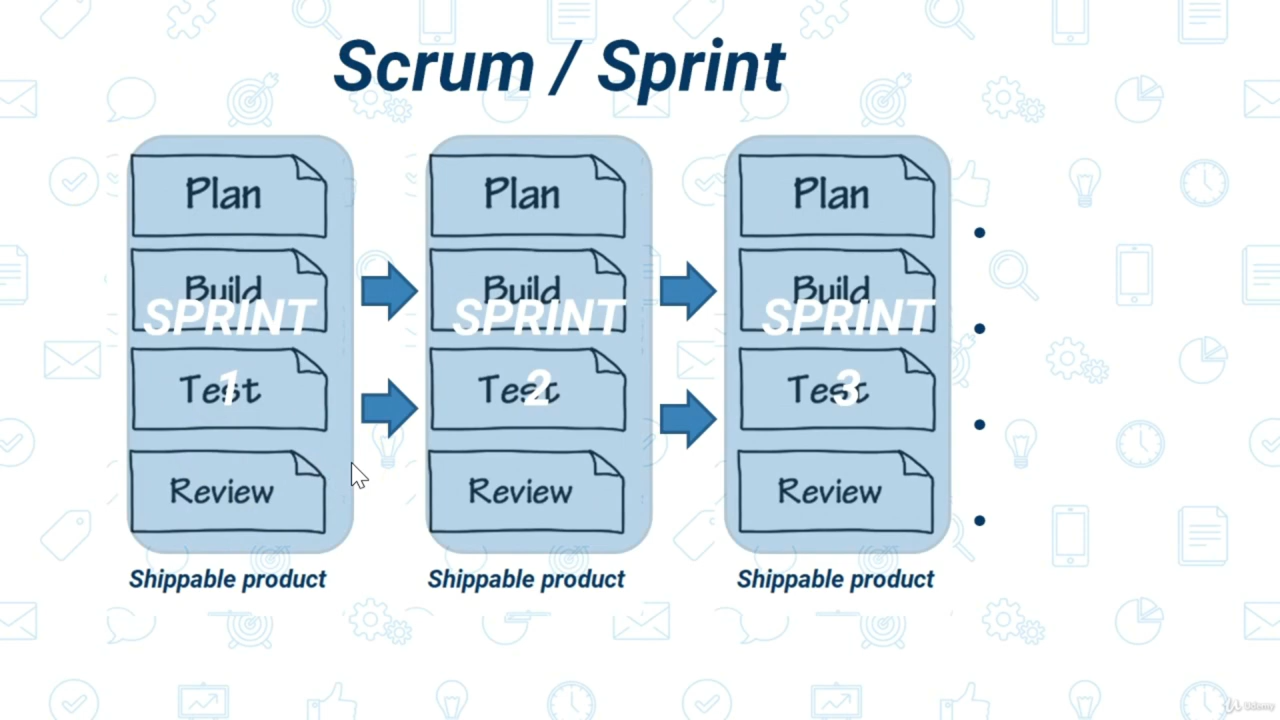 Scrum / Sprint
Plan
Build
SPRINT
1
Test
Review
Shippable product
Plan
Build
SPRINT
2
Test
Review
Shippable product
Plan
Build
SPRINT
3
Test
Review
Shippable product
Udemy